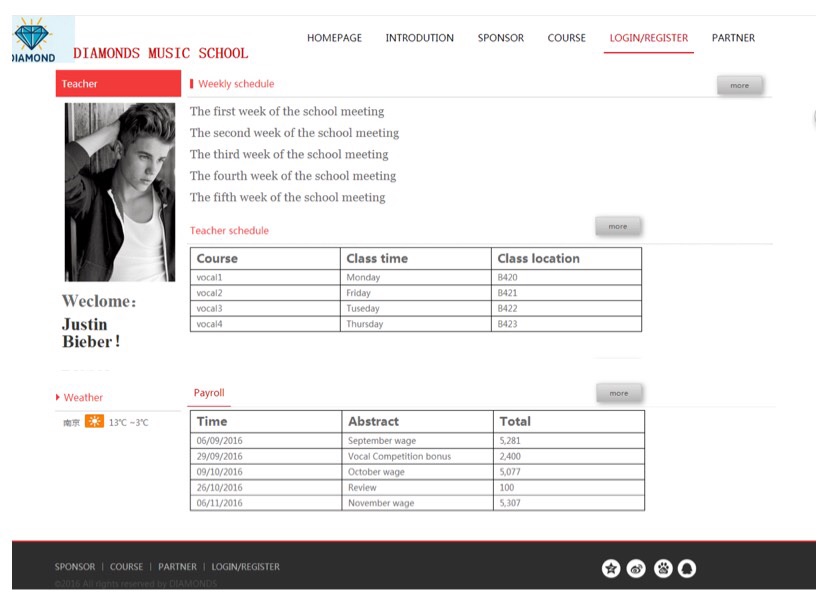 DIAMOND
DIAMONDS MUSIC SCHOOL
HOMEPAGE INTRODUTION SPONSOR COURSE LOGIN/REGISTER PARTNER
Teacher
Weekly schedule
more
The first week of the school meeting
The second week of the school meeting
The third week of the school meeting
The fourth week of the school meeting
The fifth week of the school meeting
Teacher schedule
more
Course Class time Class location
vocal1 Monday B420
vocal2 Friday B421
vocal3 Tuseday B422
vocal4 Thursday B423
Weclome:
Justin
Bieber!
Weather
南京 13℃ ~3℃
Payroll
more
Time Abstract Total
06/09/2016 September wage 5,281
29/09/2016 Vocal Competition bonus 2,400
09/10/2016 October wage 5,077
26/10/2016 Review 100
06/11/2016 November wage 5,307
SPONSOR | COURSE | PARTNER | LOGIN/REGISTER
©2016 All rights reserved by DIAMONDS